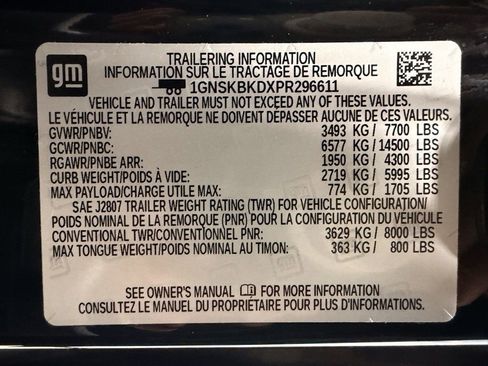 gm
TRAILERING INFORMATION
INFORMATION SUR LE TRACTAGE DE REMORQUE
1GNSKBKDXPR296611
VEHICLE AND TRAILER MUST NOT EXCEED ANY OF THESE VALUES.
LE VÉHICULE ET LA REMORQUE NE DOIVENT DÉPASSER AUCUNE DE CES VALEURS.
GVWR/PNBV: 3493 KG / 7700 LBS
GCWR/PNBC: 6577 KG / 14500 LBS
RGAWR/PNBE ARR: 1950 KG / 4300 LBS
CURB WEIGHT/POIDS À VIDE: 2719 KG / 5995 LBS
MAX PAYLOAD/CHARGE UTILE MAX: 774 KG / 1705 LBS
SAE J2807 TRAILER WEIGHT RATING (TWR) FOR VEHICLE CONFIGURATION/
POIDS NOMINAL DE LA REMORQUE (PNR) POUR LA CONFIGURATION DU VÉHICULE
CONVENTIONAL TWR/CONVENTIONNEL PNR: 3629 KG / 8000 LBS
MAX TONGUE WEIGHT/POIDS NOMINAL AU TIMON: 363 KG / 800 LBS
SEE OWNER'S MANUAL FOR MORE INFORMATION
CONSULTEZ LE MANUEL DU PROPRIÉTAIRE POUR PLUS D'INFORMATION